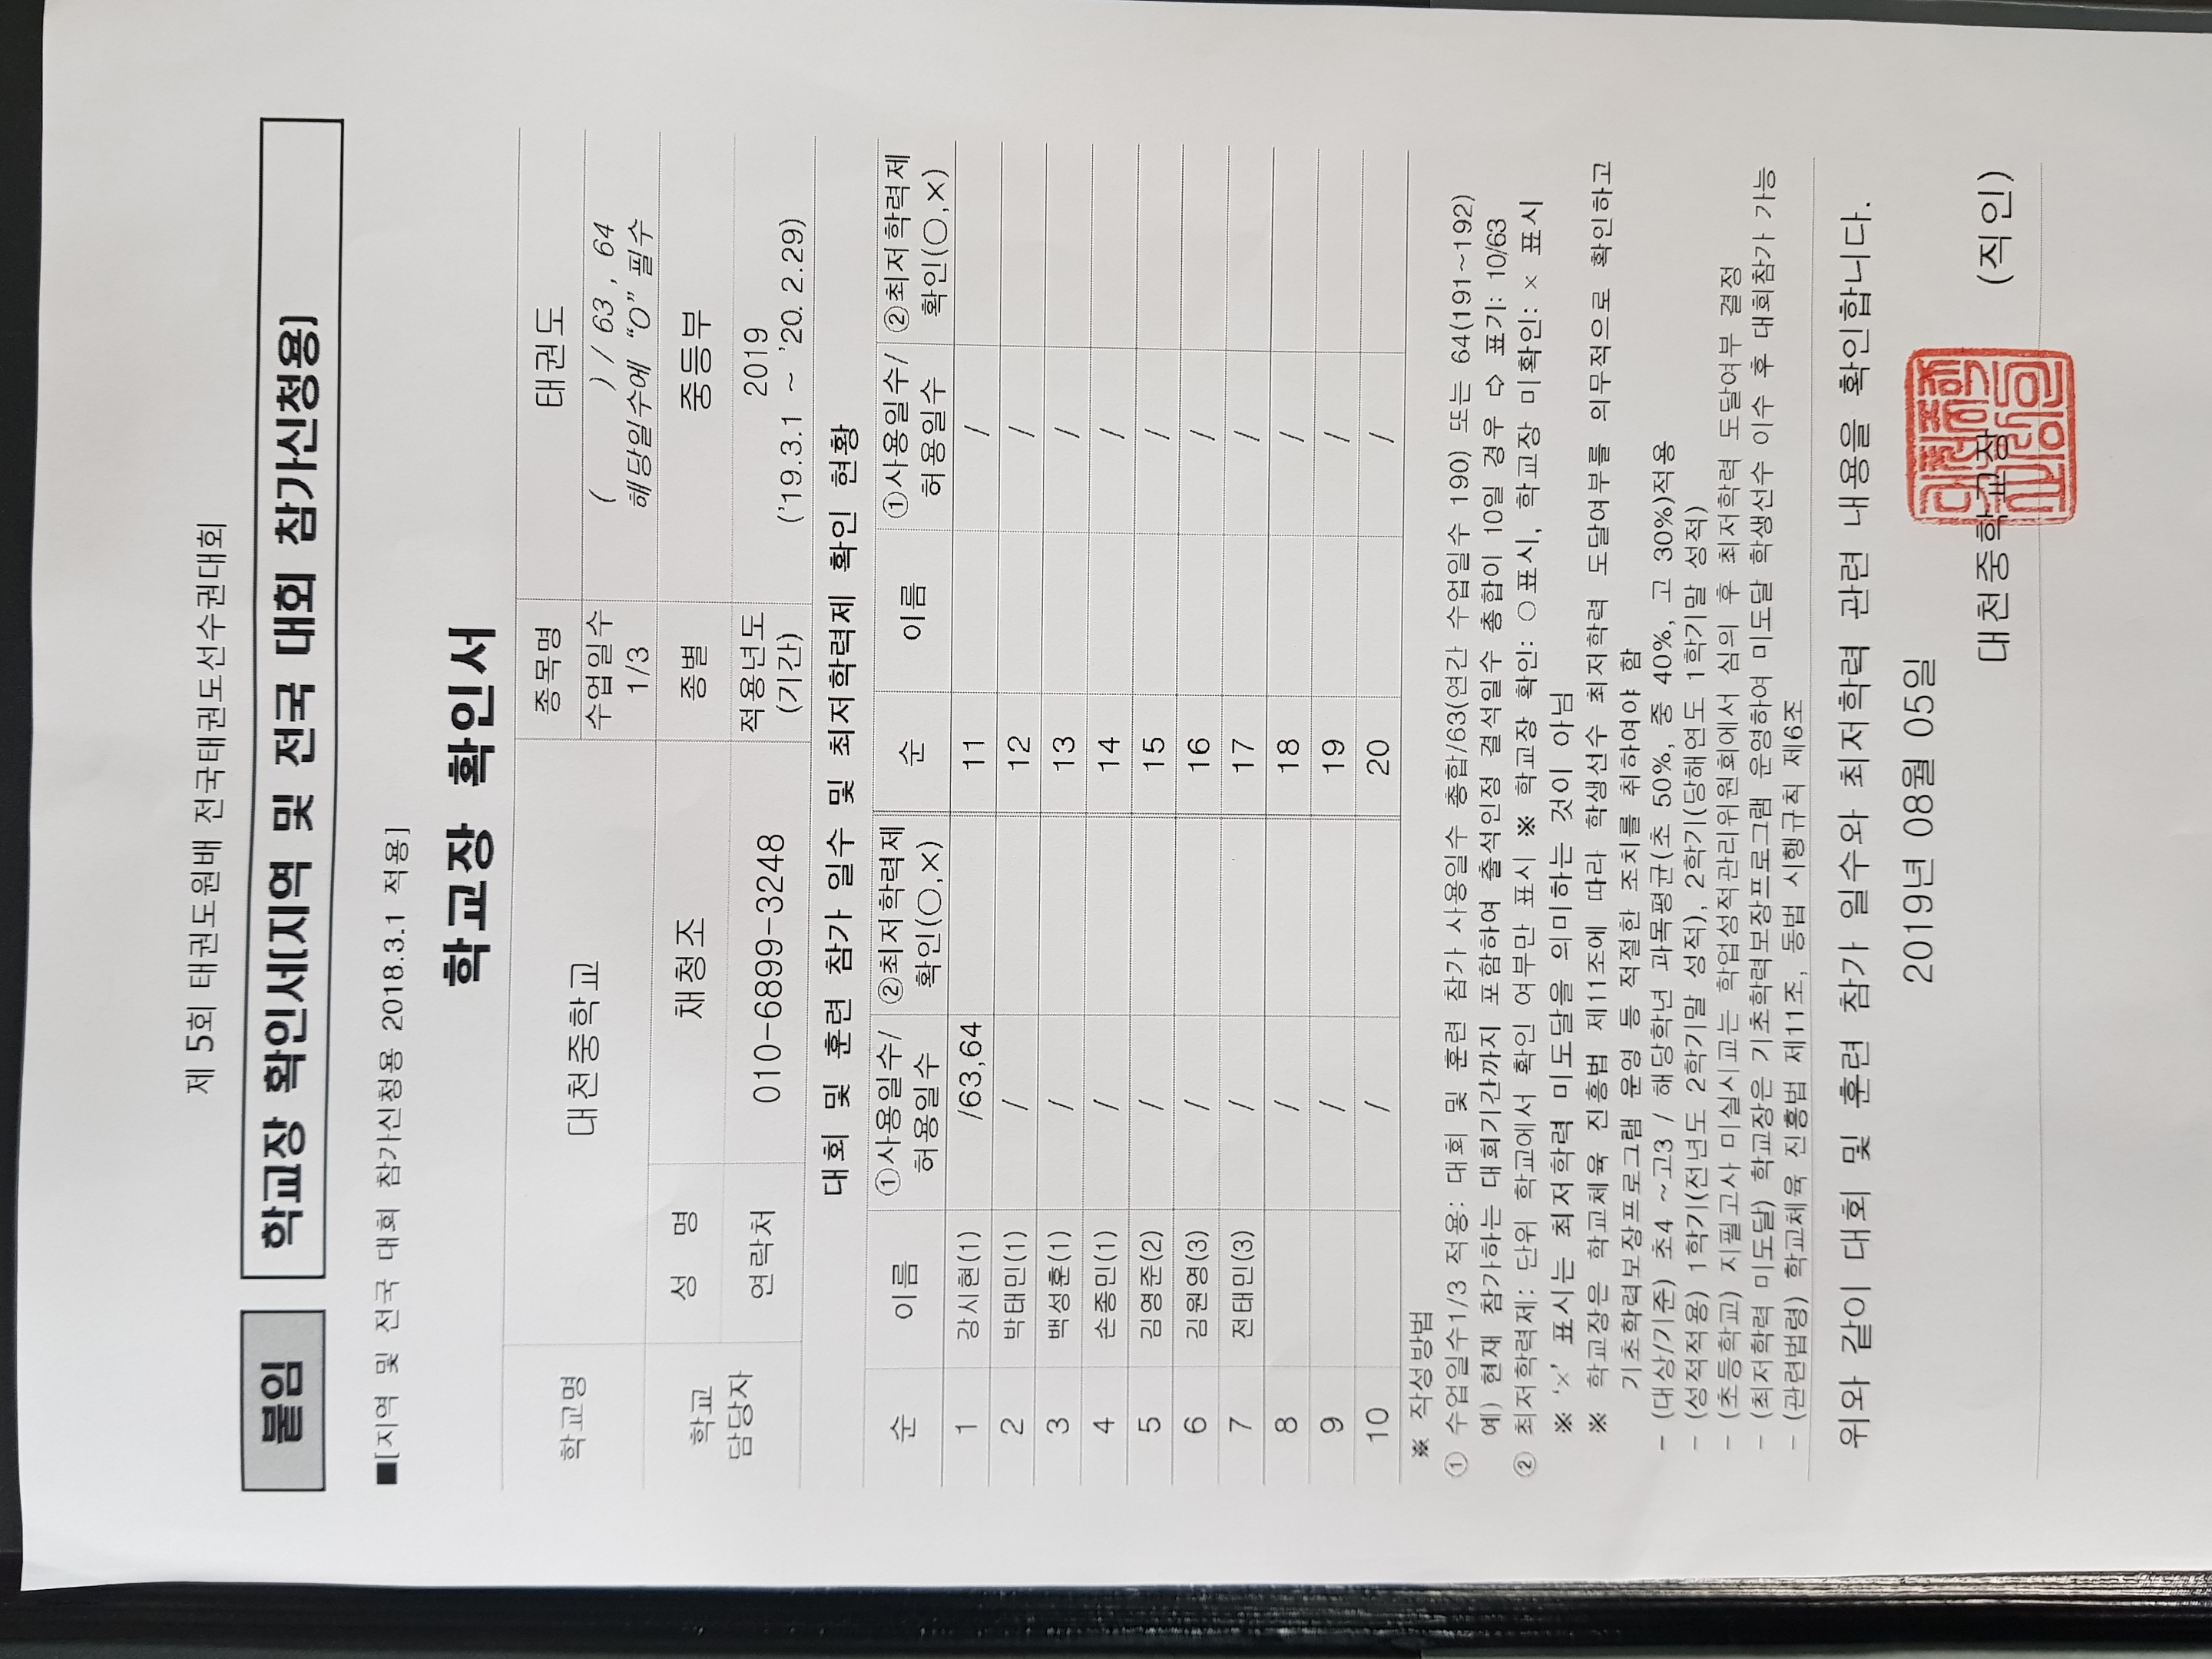 제 5회 태권도원배 전국태권도선수권대회
붙임 학교장 확인서[지역 및 전국 대회 참가신청용]
■[지역 및 전국 대회 참가신청용 2018.3.1 적용]
학교장 확인서
학교명 대천중학교 종목명 태권도
수업일수 1/3 ( ) / 63 , 64
해당일수에 "O" 필수
학교 담당자 성 명 채청조 종별 중등부
연락처 010-6899-3248 적용년도 (기간) 2019
('19.3.1 ~ '20. 2.29)
대회 및 훈련 참가 일수 및 최저학력제 확인 현황
순 이름 ①사용일수/ 허용일수 ②최저학력제 확인(○,×) 순 이름 ①사용일수/ 허용일수 ②최저학력제 확인(○,×)
1 강시현(1) /63,64 11 /
2 박태민(1) / 12 /
3 백성훈(1) / 13 /
4 손종민(1) / 14 /
5 김영준(2) / 15 /
6 김원영(3) / 16 /
7 전태민(3) / 17 /
8 / 18 /
9 / 19 /
10 / 20 /
※ 작성방법
① 수업일수1/3 적용: 대회 및 훈련 참가 사용일수 총합/63(연간 수업일수 190) 또는 64(191~192)
예) 현재 참가하는 대회기간까지 포함하여 출석인정 결석일수 총합이 10일 경우 ⇨ 표기: 10/63
② 최저학력제: 단위 학교에서 확인 여부만 표시 ※ 학교장 확인: ○표시, 학교장 미확인: × 표시
※ '×' 표시는 최저학력 미도달을 의미하는 것이 아님
※ 학교장은 학교체육 진흥법 제11조에 따라 학생선수 최저학력 도달여부를 의무적으로 확인하고
기초학력보장프로그램 운영 등 적절한 조치를 취하여야 함
- (대상/기준) 초4 ~고3 / 해당학년 과목평균(초 50%, 중 40%, 고 30%)적용
- (성적적용) 1학기(전년도 2학기말 성적), 2학기(당해연도 1학기말 성적)
- (초등학교) 지필고사 미실시교는 학업성적관리위원회에서 심의 후 최저학력 도달여부 결정
- (최저학력 미도달) 학교장은 기초학력보장프로그램 운영하여 미도달 학생선수 이수 후 대회참가 가능
- (관련법령) 학교체육 진흥법 제11조, 동법 시행규칙 제6조
위와 같이 대회 및 훈련 참가 일수와 최저학력 관련 내용을 확인합니다.
2019년 08월 05일
대천중학교장 (직인)